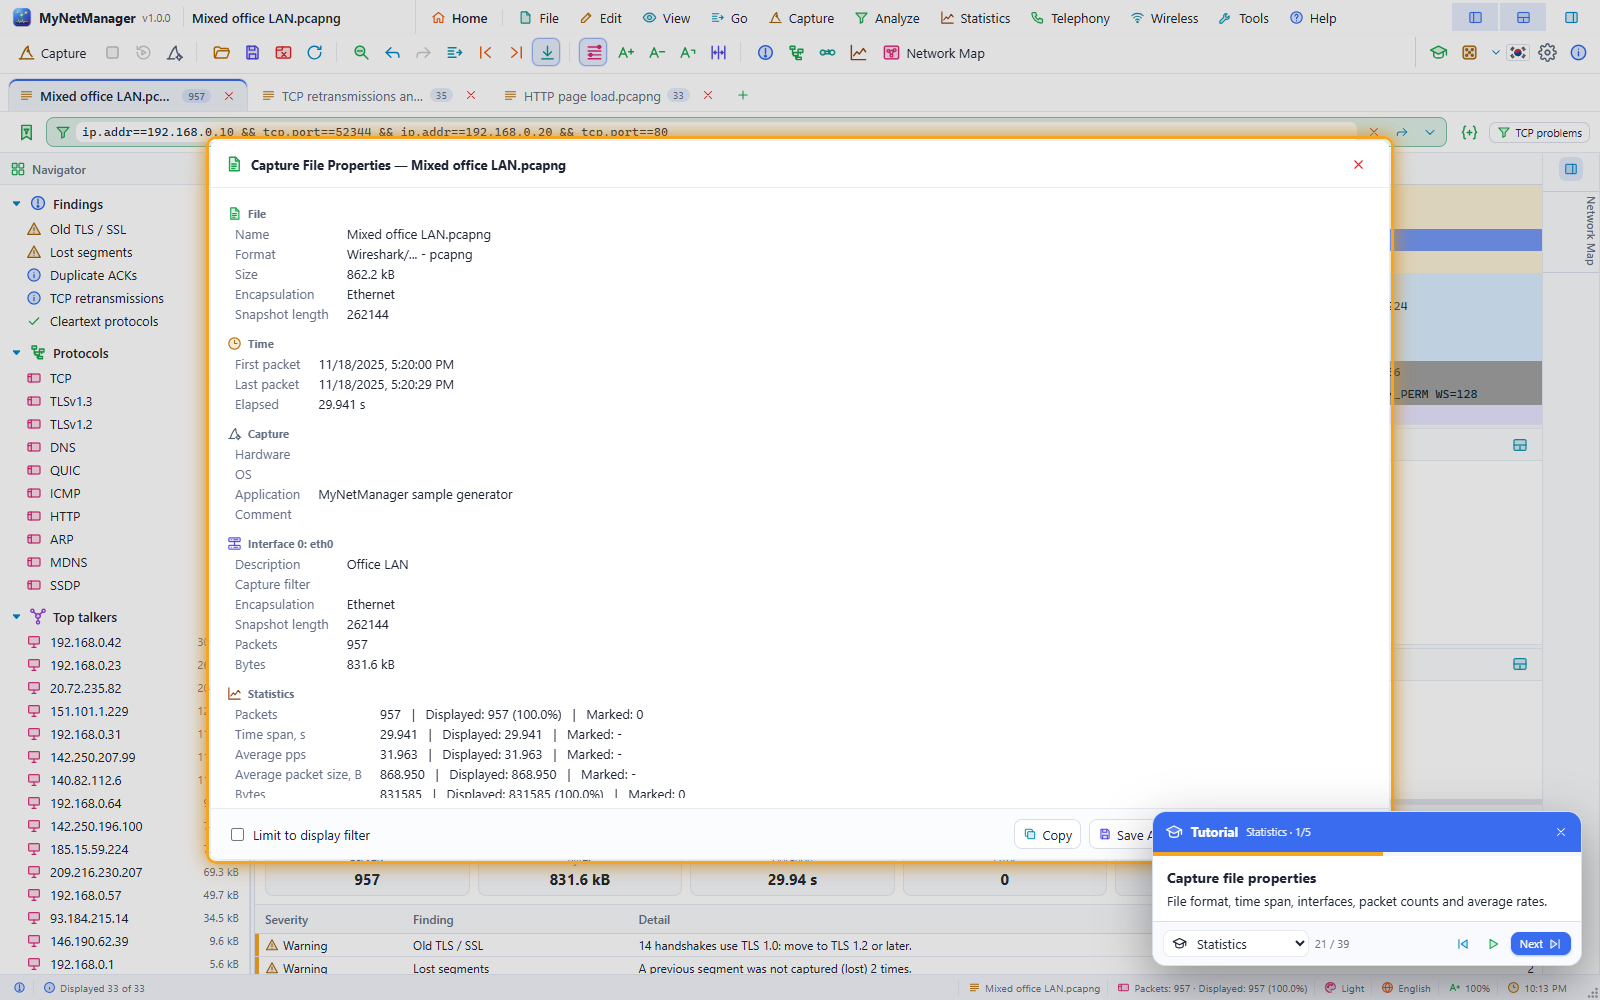 MyNetManager v1.0.0 Mixed office LAN.pcapng Home File Edit View Go Capture Analyze Statistics Telephony Wireless Tools Help
Capture Network Map
Mixed office LAN.pc... 957 TCP retransmissions an... 35 HTTP page load.pcapng 33
ip.addr==192.168.0.10 && tcp.port==52344 && ip.addr==192.168.0.20 && tcp.port==80 TCP problems
Navigator
Findings
Old TLS / SSL
Lost segments
Duplicate ACKs
TCP retransmissions
Cleartext protocols
Protocols
TCP
TLSv1.3
TLSv1.2
DNS
QUIC
ICMP
HTTP
ARP
MDNS
SSDP
Top talkers
192.168.0.42
192.168.0.23
20.72.235.82
151.101.1.229
192.168.0.31
142.250.207.99
140.82.112.6
192.168.0.64
142.250.196.100
185.15.59.224
209.216.230.207 69.3 kB
192.168.0.57 49.7 kB
93.184.215.14 34.5 kB
146.190.62.39 9.6 kB
192.168.0.1 5.6 kB
Capture File Properties — Mixed office LAN.pcapng
File
Name Mixed office LAN.pcapng
Format Wireshark/... - pcapng
Size 862.2 kB
Encapsulation Ethernet
Snapshot length 262144
Time
First packet 11/18/2025, 5:20:00 PM
Last packet 11/18/2025, 5:20:29 PM
Elapsed 29.941 s
Capture
Hardware
OS
Application MyNetManager sample generator
Comment
Interface 0: eth0
Description Office LAN
Capture filter
Encapsulation Ethernet
Snapshot length 262144
Packets 957
Bytes 831.6 kB
Statistics
Packets 957 | Displayed: 957 (100.0%) | Marked: 0
Time span, s 29.941 | Displayed: 29.941 | Marked: -
Average pps 31.963 | Displayed: 31.963 | Marked: -
Average packet size, B 868.950 | Displayed: 868.950 | Marked: -
Bytes 831585 | Displayed: 831585 (100.0%) | Marked: 0
Limit to display filter Copy Save
Network Map
_PERM WS=128
957 831.6 kB 29.94 s 0
Severity Finding Detail
Warning Old TLS / SSL 14 handshakes use TLS 1.0: move to TLS 1.2 or later.
Warning Lost segments A previous segment was not captured (lost) 2 times. 2
Tutorial Statistics · 1/5
Capture file properties
File format, time span, interfaces, packet counts and average rates.
Statistics 21 / 39 Next
Displayed 33 of 33 Mixed office LAN.pcapng Packets: 957 · Displayed: 957 (100.0%) Light English 100% 10:13 PM